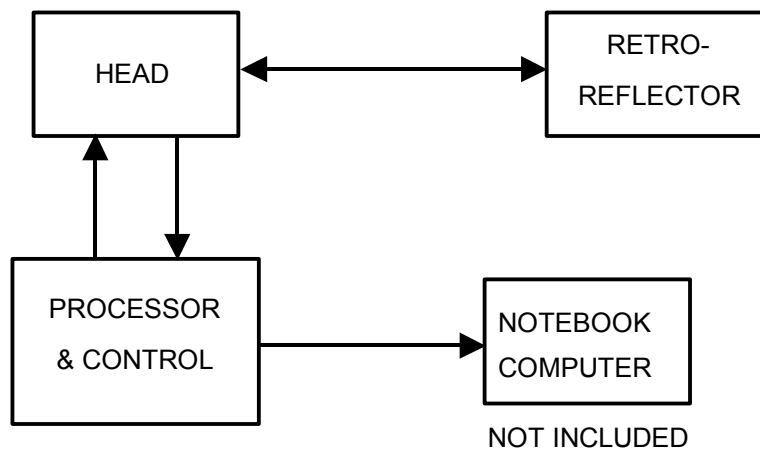 HEAD
RETRO-
REFLECTOR
PROCESSOR
& CONTROL
NOTEBOOK
COMPUTER
NOT INCLUDED